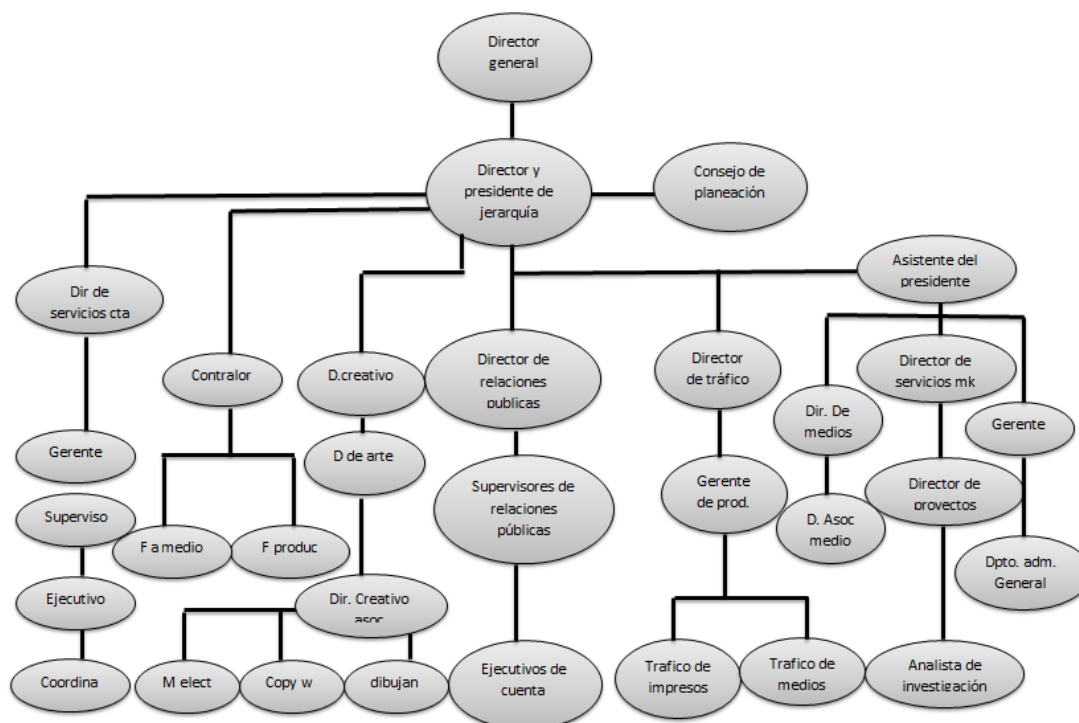 Director
general
Director y
presidente de
jerarquía
Consejo de
planeación
Asistente del
presidente
Dir de
servicios cta
Contralor
D.creativo
Director de
relaciones
publicas
Director
de tráfico
Director de
servicios mk
Dir. De
medios
Gerente
Gerente
D de arte
Supervisores de
relaciones
públicas
Gerente
de prod.
Director de
proyectos
Superviso
F a medio
F produc
D. Asoc
medio
Dpto. adm.
General
Ejecutivo
Dir. Creativo
asoc
Coordina
M elect
Copy w
dibujan
Ejecutivos de
cuenta
Trafico de
impresos
Trafico de
medios
Analista de
investigación